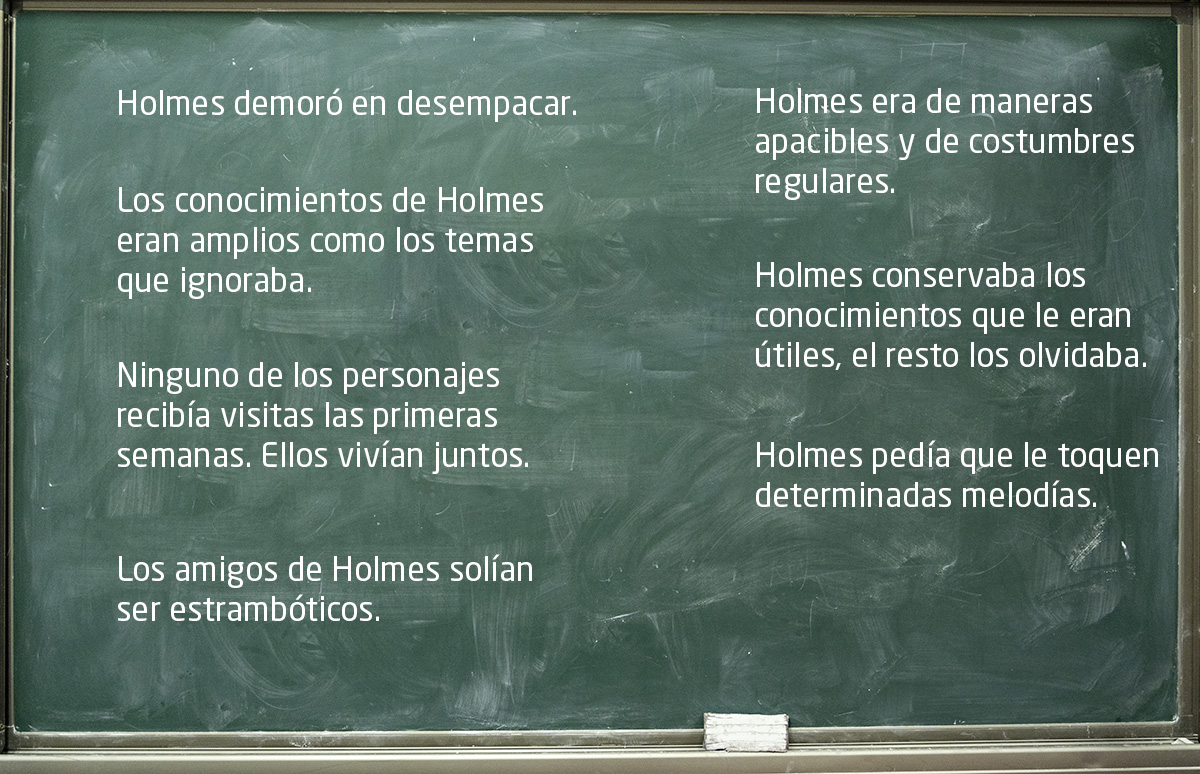 Holmes demoró en desempacar.
Los conocimientos de Holmes
eran amplios como los temas
que ignoraba.
Ninguno de los personajes
recibía visitas las primeras
semanas. Ellos vivían juntos.
Los amigos de Holmes solían
ser estrambóticos.
Holmes era de maneras
apacibles y de costumbres
regulares.
Holmes conservaba los
conocimientos que le eran
útiles, el resto los olvidaba.
Holmes pedía que le toquen
determinadas melodías.